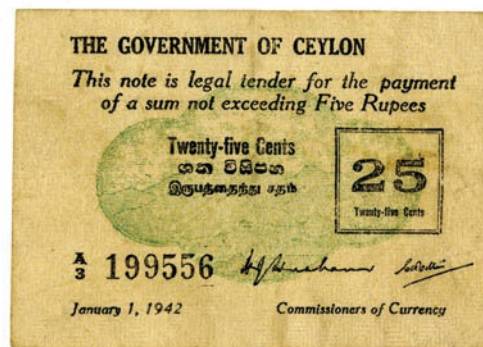 THE GOVERNMENT OF CEYLON
This note is legal tender for the payment
of a sum not exceeding Five Rupees
Twenty-five Cents
ශත විසිපහ
இருபத்தைந்து சதம்
25
Twenty-five Cents
A/3 199556
January 1, 1942
Commissioners of Currency